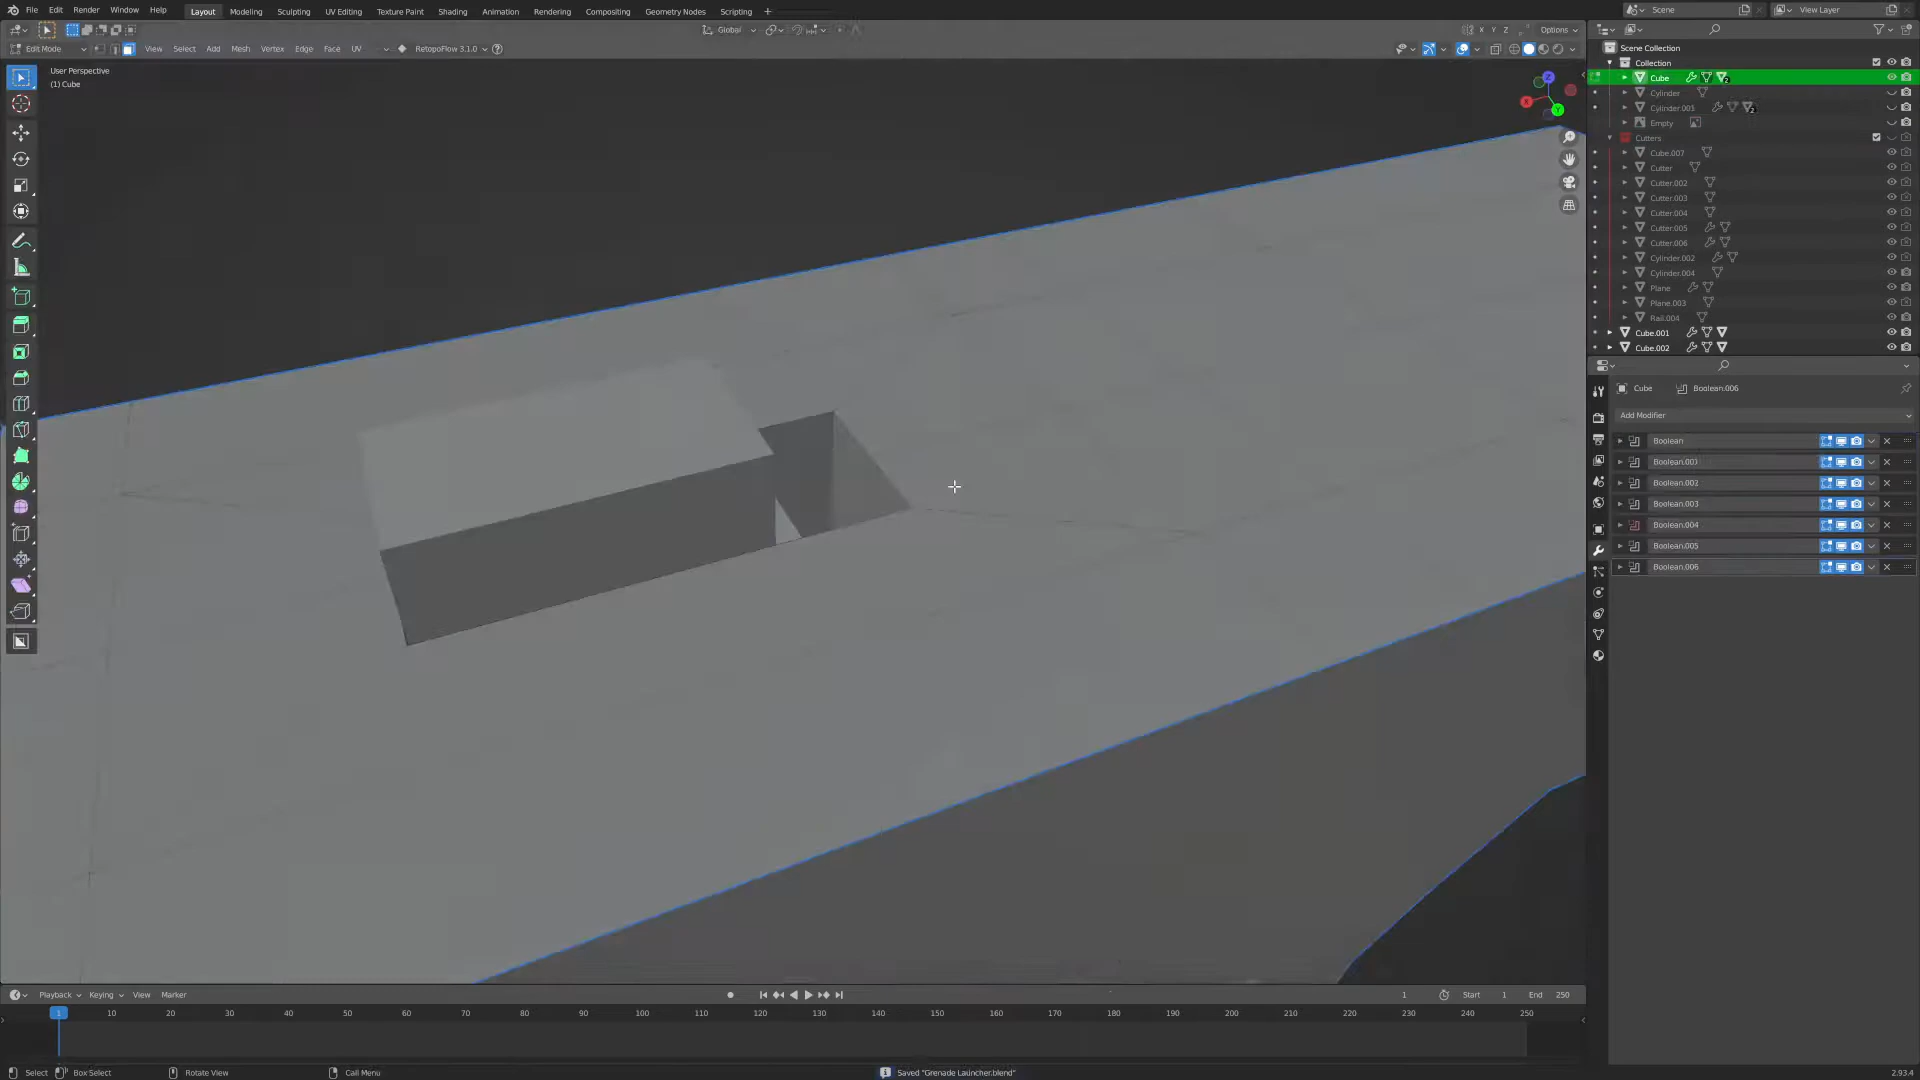 File Edit Render Window Help Layout Modeling Sculpting UV Editing Texture Paint Shading Animation Rendering Compositing Geometry Nodes Scripting +
Scene View Layer
Global X Y Z Options
Edit Mode View Select Add Mesh Vertex Edge Face UV RetopoFlow 3.1.0
User Perspective
(1) Cube
Z
X
Y
Scene Collection
Collection
Cube 2
Cylinder
Cylinder.005 2
Empty
Cutters
Cube.007
Cutter
Cutter.002
Cutter.003
Cutter.004
Cutter.005
Cutter.006
Cylinder.002
Cylinder.004
Plane
Plane.003
Rail.004
Cube.001
Cube.002
Cube Boolean.006
Add Modifier
Boolean
Boolean.001
Boolean.002
Boolean.003
Boolean.004
Boolean.005
Boolean.006
Playback Keying View Marker 1 Start 1 End 250
1 10 20 30 40 50 60 70 80 90 100 110 120 130 140 150 160 170 180 190 200 210 220 230 240 250
Select Box Select Rotate View Call Menu Saved "Grenade Launcher.blend" 2.93.4